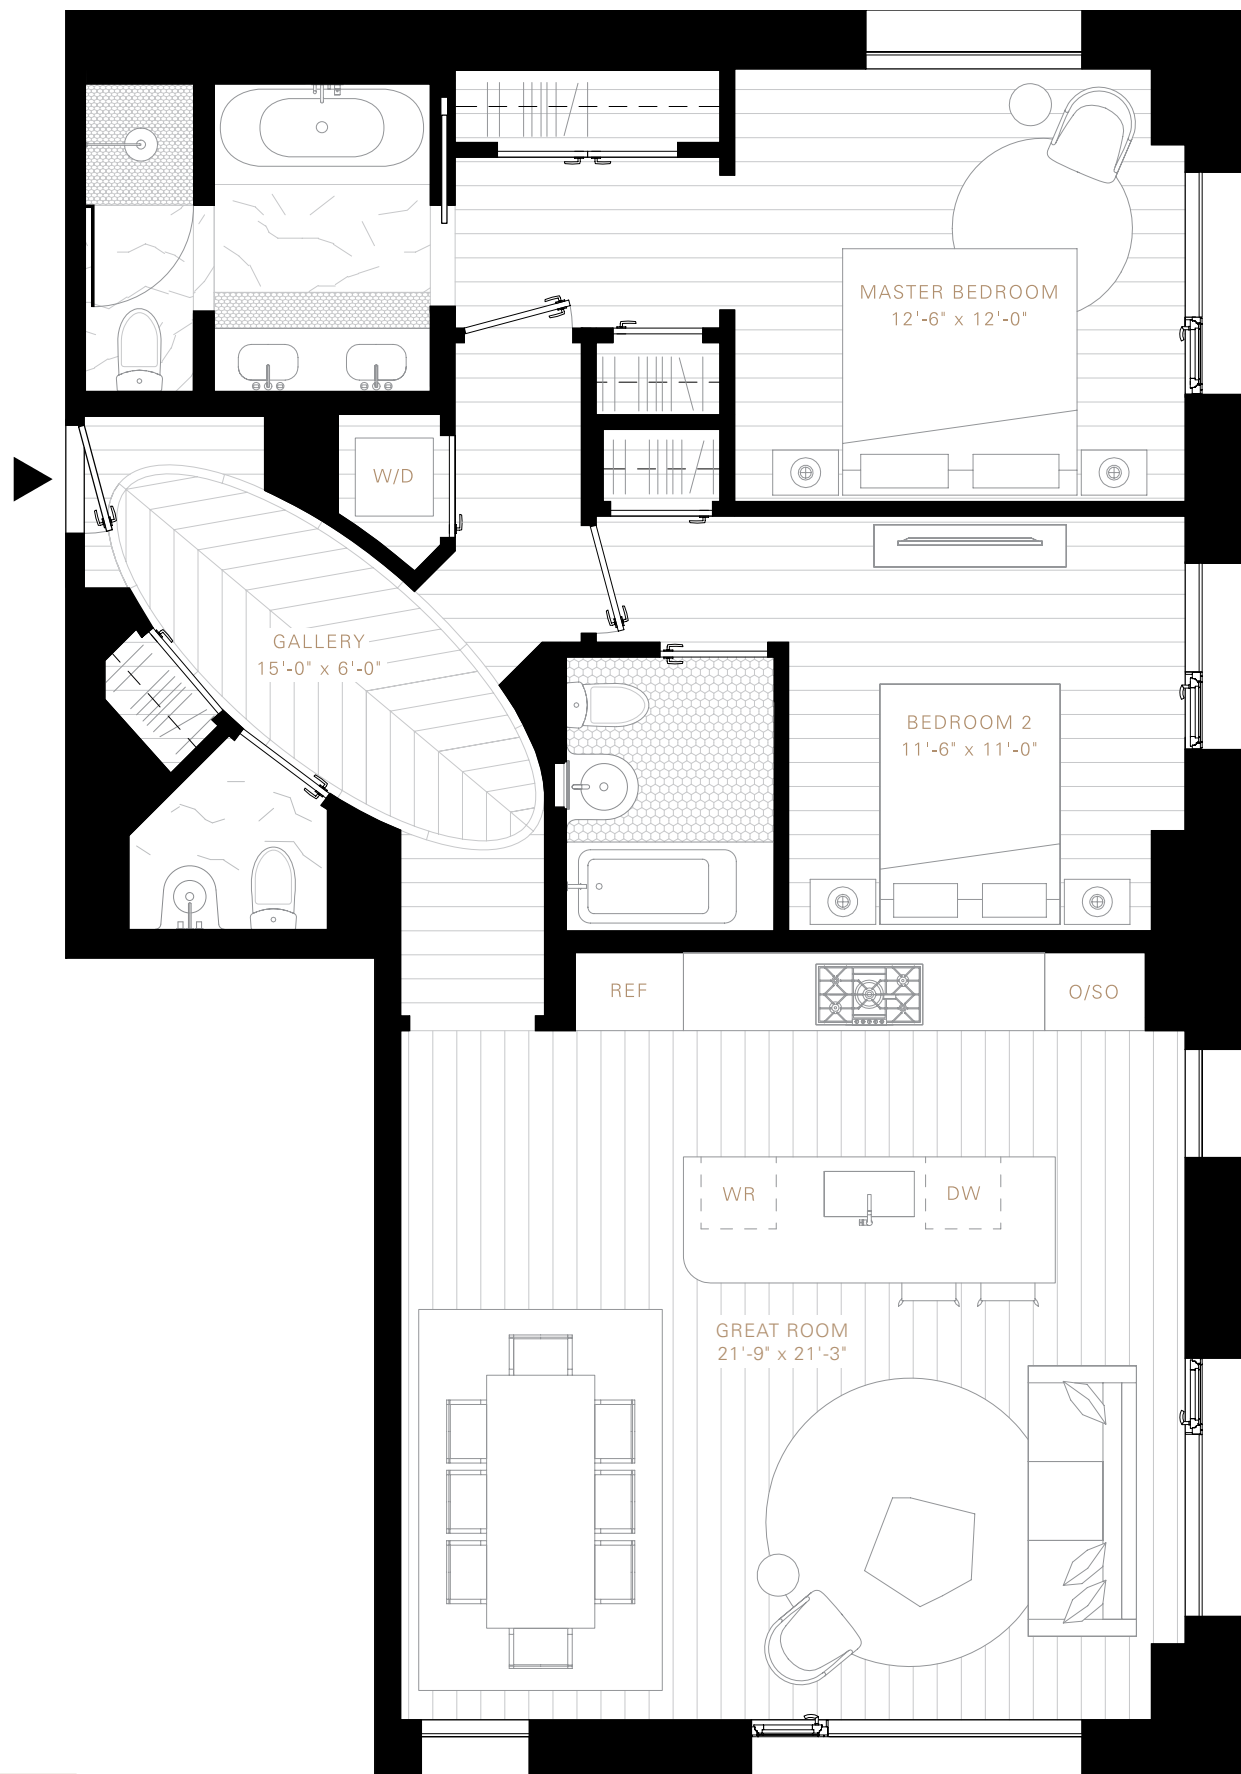 MASTER BEDROOM
12'-6" x 12'-0"
W/D
GALLERY
15'-0" x 6'-0"
BEDROOM 2
11'-6" x 11'-0"
REF
O/SO
WR
DW
GREAT ROOM
21'-9" x 21'-3"